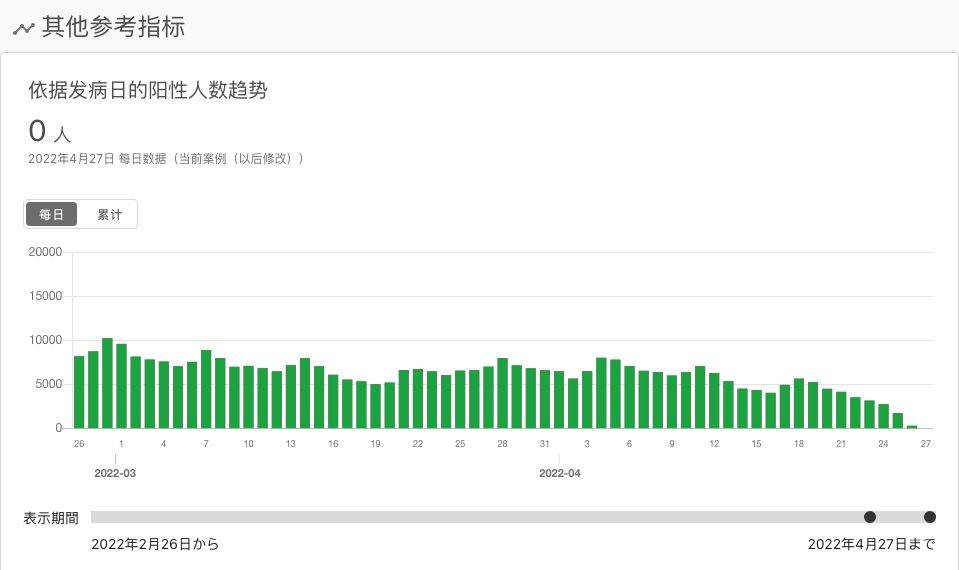 其他参考指标
依据发病日的阳性人数趋势
0 人
2022年4月27日 每日数据（当前案例（以后修改））
每日 累计
20000
15000
10000
5000
0
26 1 4 7 10 13 16 19 22 25 28 31 3 6 9 12 15 18 21 24 27
2022-03 2022-04
表示期間
2022年2月26日から 2022年4月27日まで